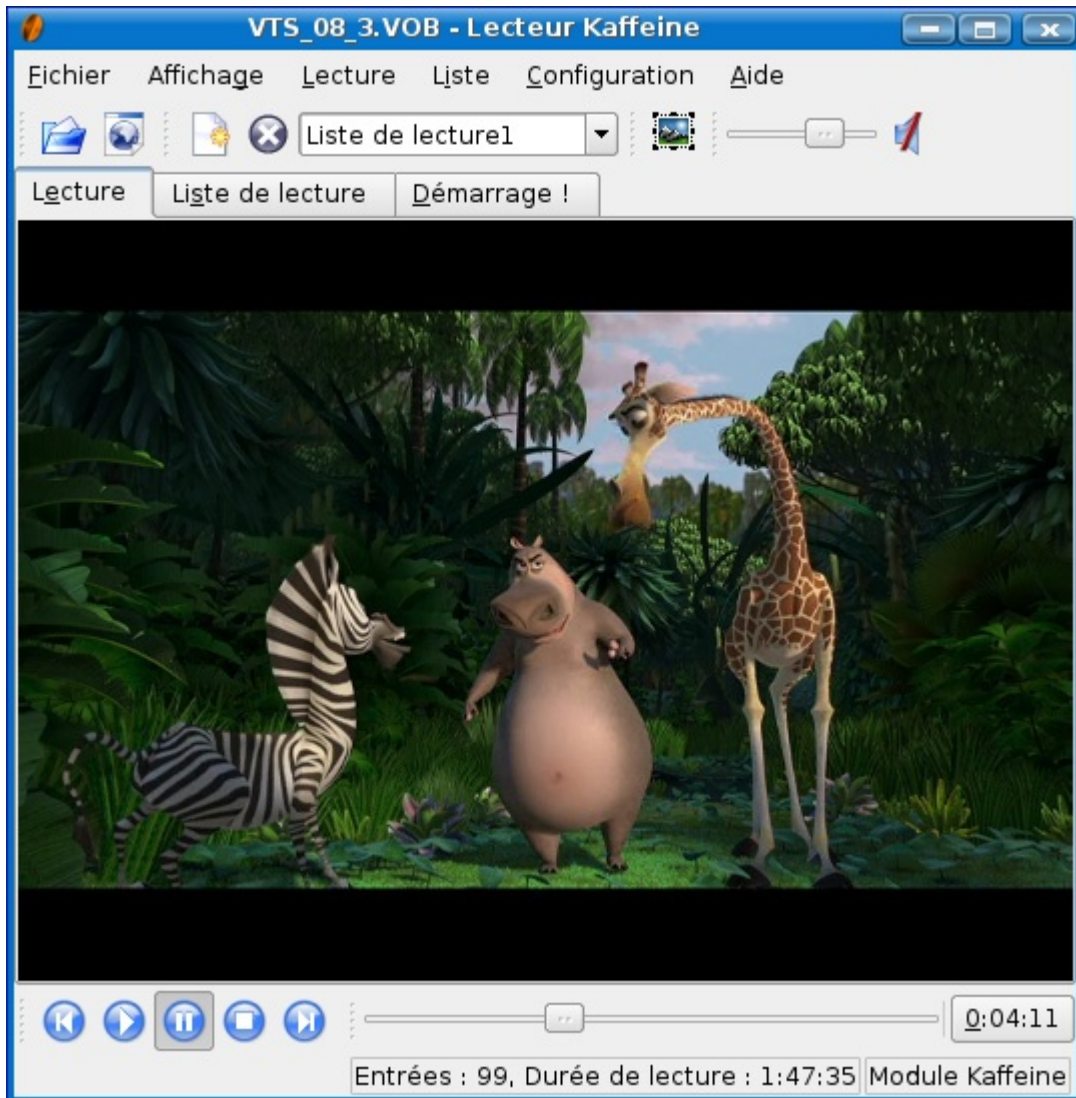 VTS_08_3.VOB - Lecteur Kaffeine
Fichier Affichage Lecture Liste Configuration Aide
Liste de lecture1
Lecture Liste de lecture Démarrage !
0:04:11
Entrées : 99, Durée de lecture : 1:47:35 Module Kaffeine